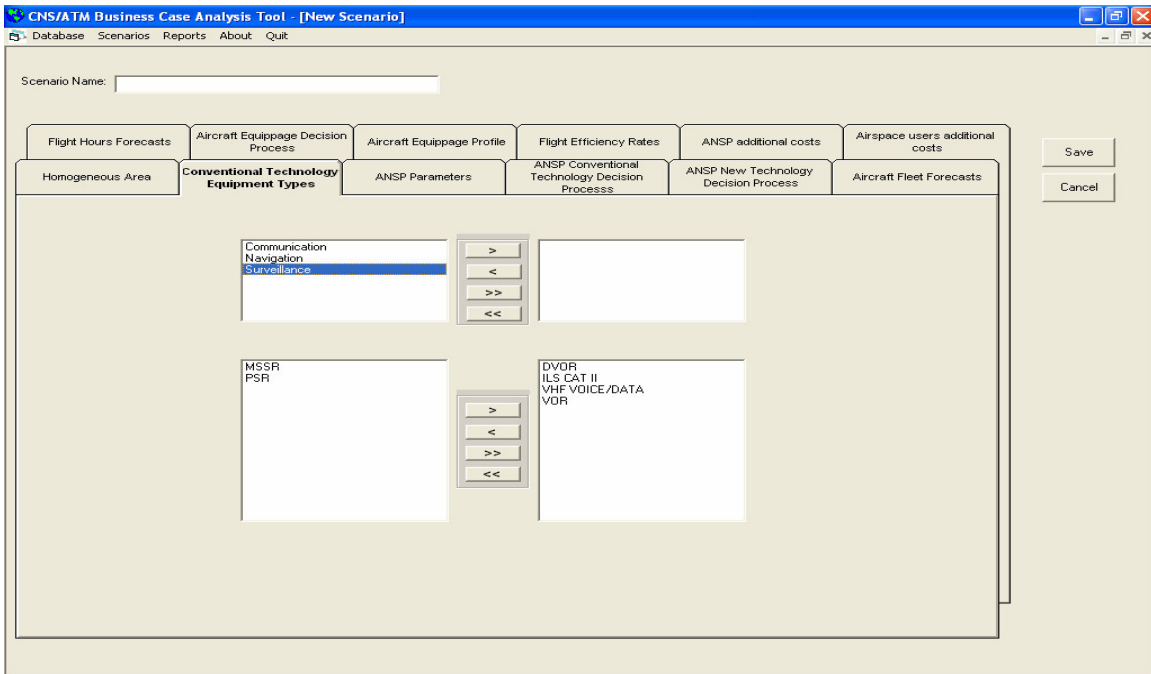 CNS/ATM Business Case Analysis Tool - [New Scenario]
Database Scenarios Reports About Quit
Scenario Name:
Flight Hours Forecasts
Aircraft Equippage Decision
Process
Aircraft Equippage Profile
Flight Efficiency Rates
ANSP additional costs
Airspace users additional
costs
Save
Homogeneous Area
Conventional Technology
Equipment Types
ANSP Parameters
ANSP Conventional
Technology Decision
Processs
ANSP New Technology
Decision Process
Aircraft Fleet Forecasts
Cancel
Communication
Navigation
Surveillance
>
<
>>
<<
MSSR
PSR
>
<
>>
<<
DVOR
ILS CAT II
VHF VOICE/DATA
VOR